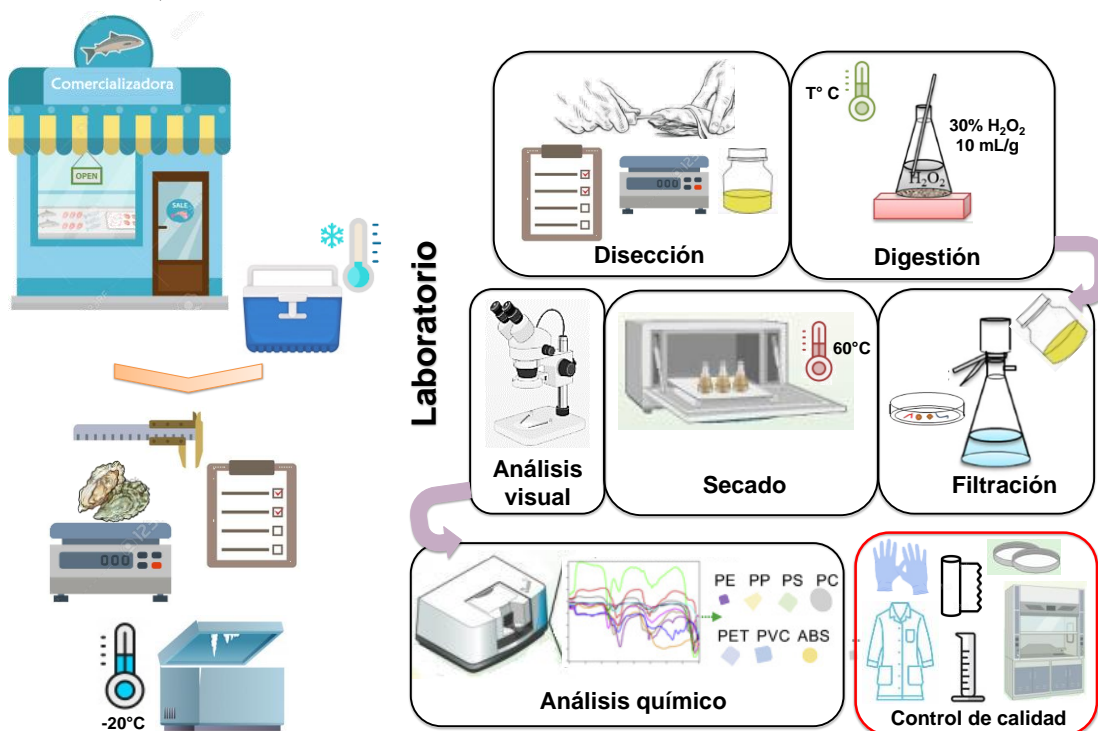 Comercializadora
OPEN
SALE
000
-20°C
Laboratorio
000
Disección
T° C
30% H₂O₂
10 mL/g
H₂O₂
Digestión
Análisis
visual
60°C
Secado
Filtración
PE PP PS PC
PET PVC ABS
Análisis químico
Control de calidad